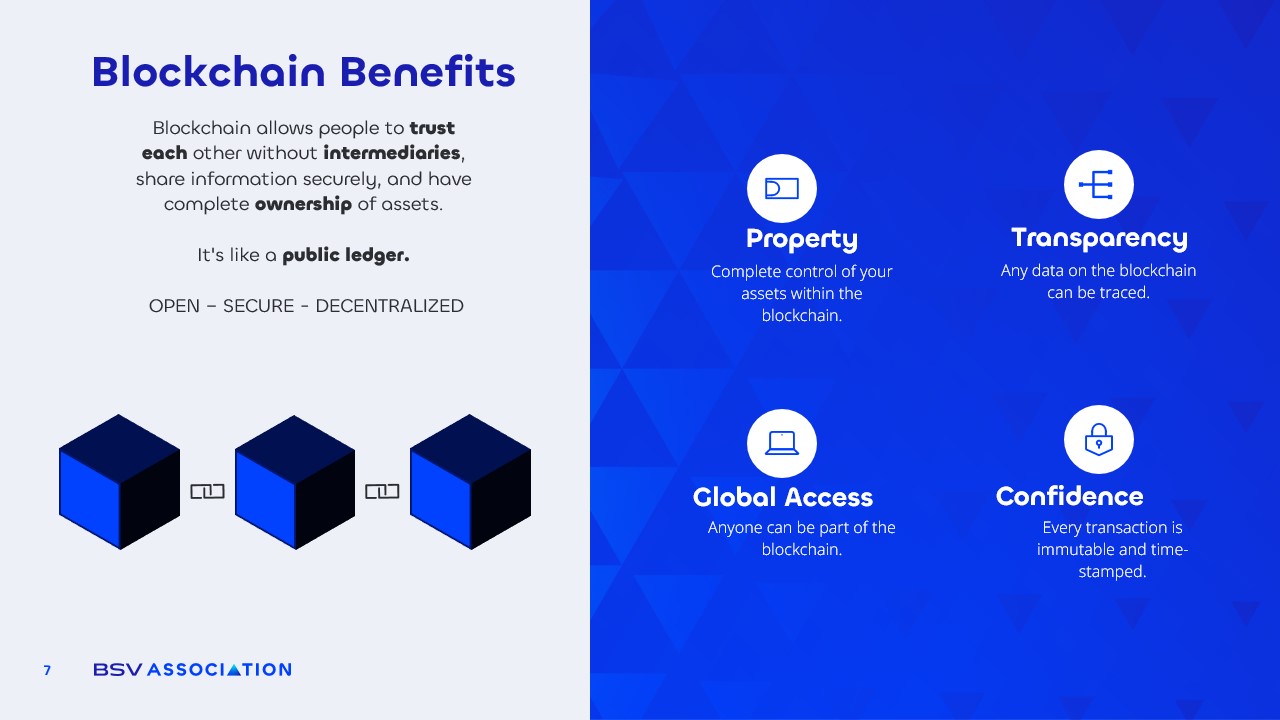 Blockchain Benefits
Blockchain allows people to trust
each other without intermediaries,
share information securely, and have
complete ownership of assets.
It's like a public ledger.
OPEN – SECURE - DECENTRALIZED
Property
Complete control of your
assets within the
blockchain.
Transparency
Any data on the blockchain
can be traced.
Global Access
Anyone can be part of the
blockchain.
Confidence
Every transaction is
immutable and time-
stamped.
7
BSV ASSOCIATION